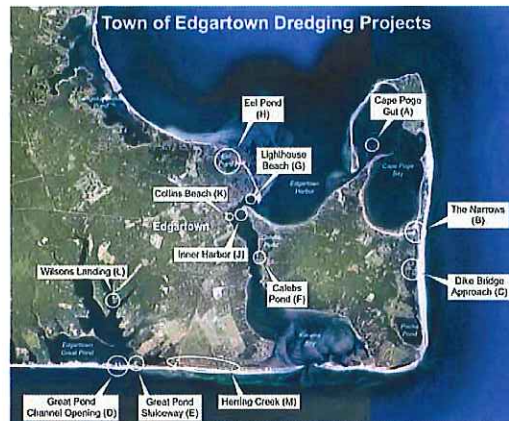 Town of Edgartown Dredging Projects
Eel Pond
(H)
Cape Poge
Gut (A)
Lighthouse
Beach (G)
Cape Poge
Bay
Edgartown
Harbor
Collins Beach (K)
Edgartown
The Narrows
(B)
Inner Harbor (J)
Wilsons Landing (L)
Calebs
Pond (F)
Dike Bridge
Approach (C)
Pocha
Pond
Edgartown
Great Pond
Katama
Bay
Great Pond
Channel Opening (D)
Great Pond
Sluiceway (E)
Herring Creek (M)